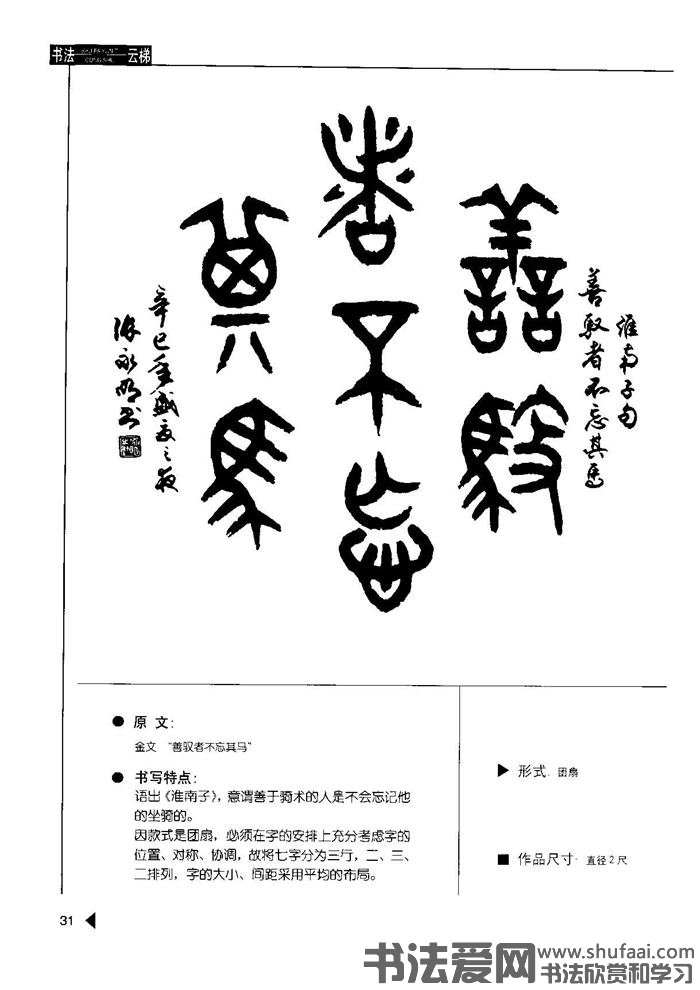 书法 云梯
善驭
者不忘
其马
淮南子句
善驭者不忘其马
辛巳年盛夏之夜
张永明书
● 原文:
金文 “善驭者不忘其马”
● 书写特点:
语出《淮南子》，意谓善于骑术的人是不会忘记他
的坐骑的。
因款式是团扇，必须在字的安排上充分考虑字的
位置、对称、协调，故将七字分为三行，二、三、
二排列，字的大小、间距采用平均的布局。
▶ 形式. 团扇
■ 作品尺寸· 直径2尺
31 ◀
书法爱网
www.shufaai.com
书法欣赏和学习